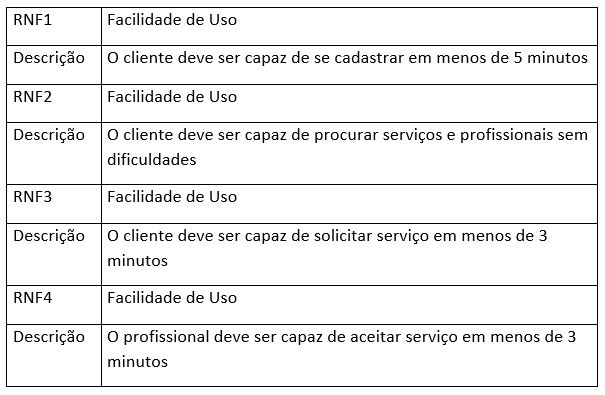 RNF1 Facilidade de Uso
Descrição O cliente deve ser capaz de se cadastrar em menos de 5 minutos
RNF2 Facilidade de Uso
Descrição O cliente deve ser capaz de procurar serviços e profissionais sem
dificuldades
RNF3 Facilidade de Uso
Descrição O cliente deve ser capaz de solicitar serviço em menos de 3
minutos
RNF4 Facilidade de Uso
Descrição O profissional deve ser capaz de aceitar serviço em menos de 3
minutos